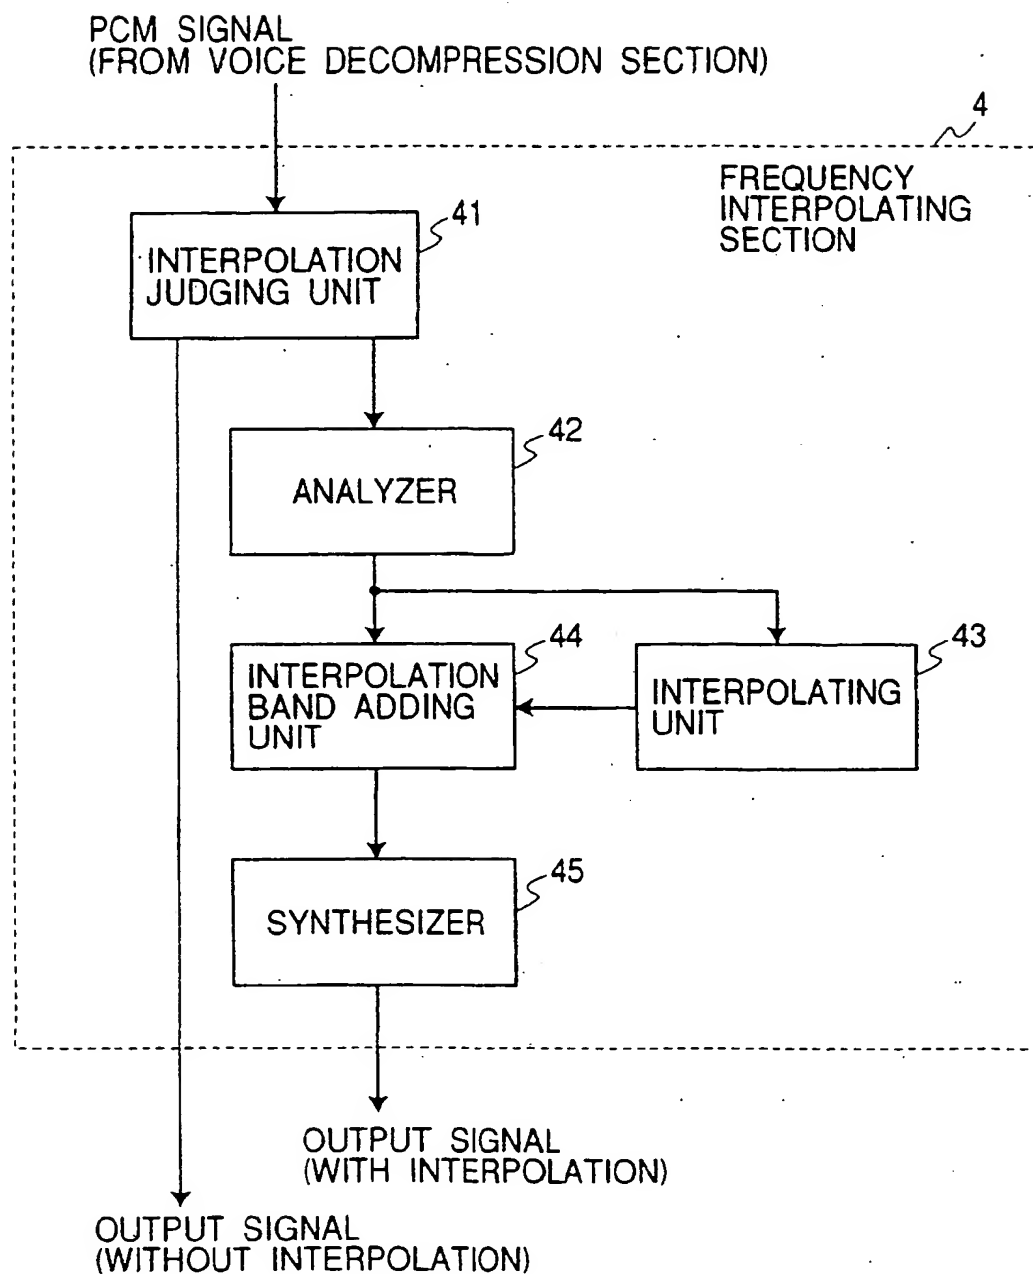 PCM SIGNAL
(FROM VOICE DECOMPRESSION SECTION)
4
FREQUENCY
INTERPOLATING
SECTION
41
INTERPOLATION
JUDGING UNIT
42
ANALYZER
44
INTERPOLATION
BAND ADDING
UNIT
43
INTERPOLATING
UNIT
45
SYNTHESIZER
OUTPUT SIGNAL
(WITH INTERPOLATION)
OUTPUT SIGNAL
(WITHOUT INTERPOLATION)